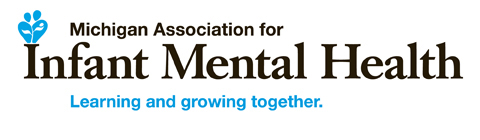 Michigan Association for
Infant Mental Health
Learning and growing together.